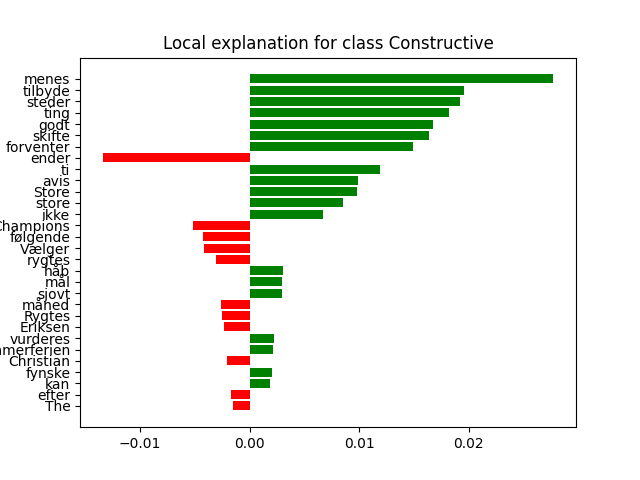 Local explanation for class Constructive
menes
tilbyde
steder
ting
godt
skifte
forventer
ender
ti
avis
Store
store
ikke
Champions
følgende
Vælger
rygtes
håb
mål
sjovt
måned
Rygtes
Eriksen
vurderes
merferien
Christian
fynske
kan
efter
The
−0.01 0.00 0.01 0.02